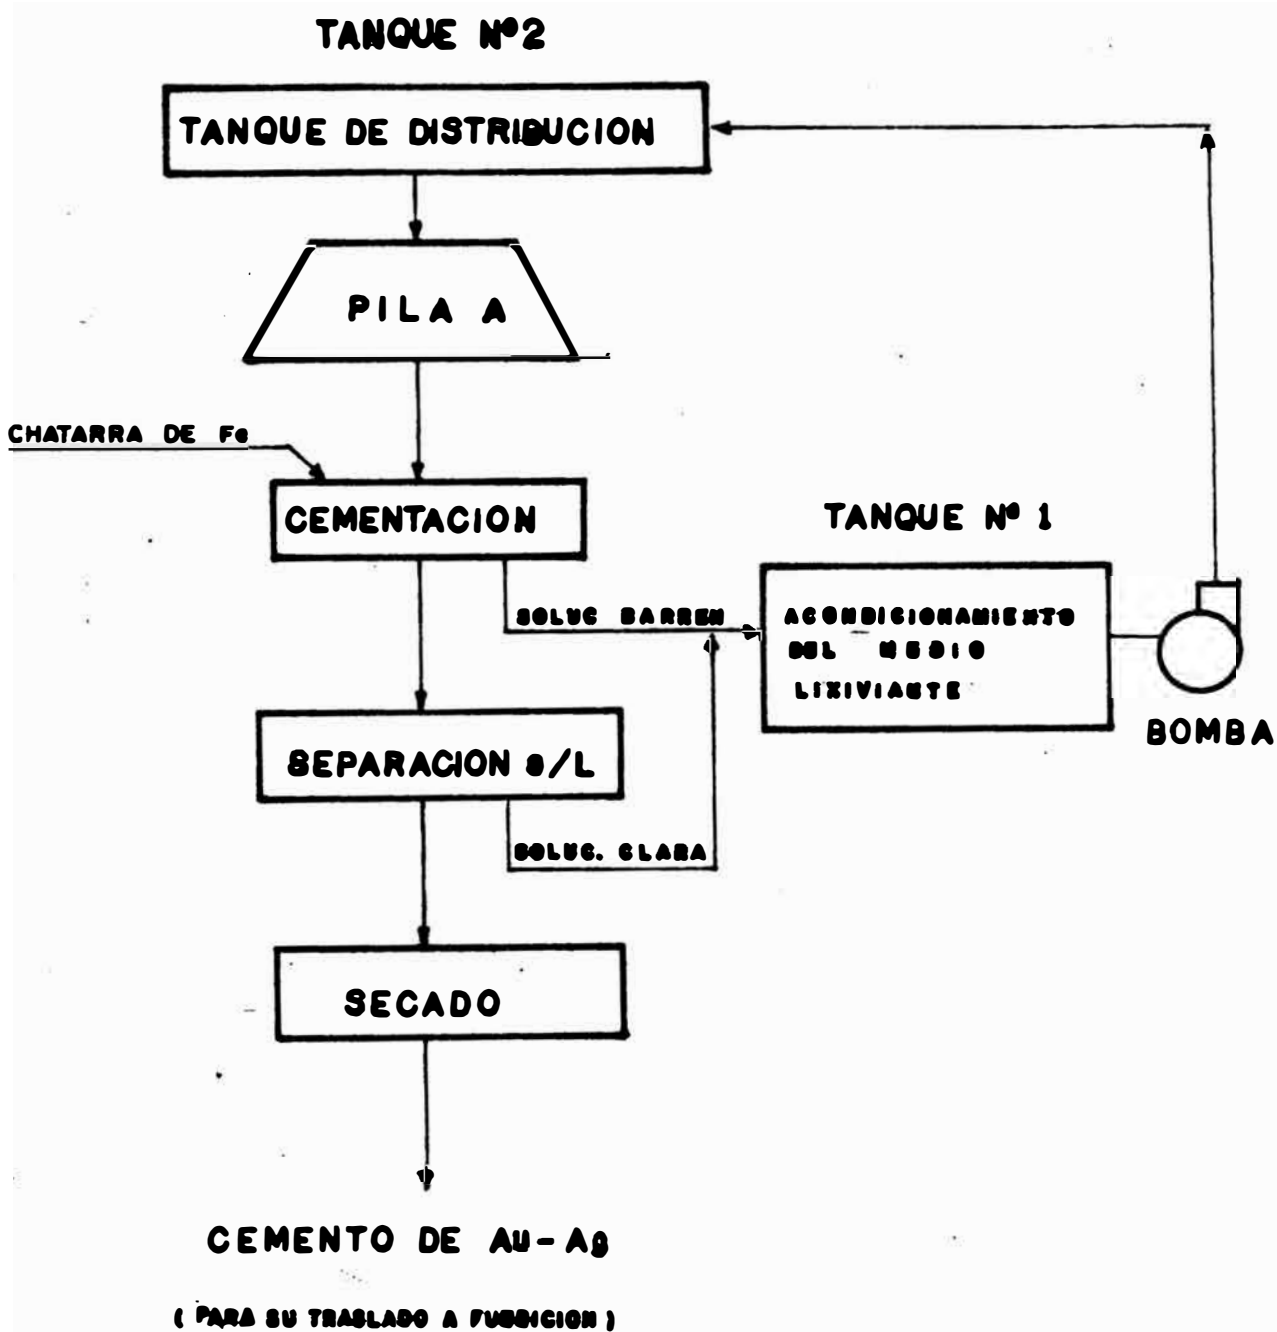 TANQUE Nº2
TANQUE DE DISTRIBUCION
PILA A
CHATARRA DE Fe
CEMENTACION
TANQUE Nº 1
SOLUC BARREN
ACONDICIONAMIENTO
DEL MEDIO
LIXIVIANTE
BOMBA
SEPARACION S/L
SOLUC. CLARA
SECADO
CEMENTO DE Au-Ag
( PARA SU TRASLADO A FUNDICION )